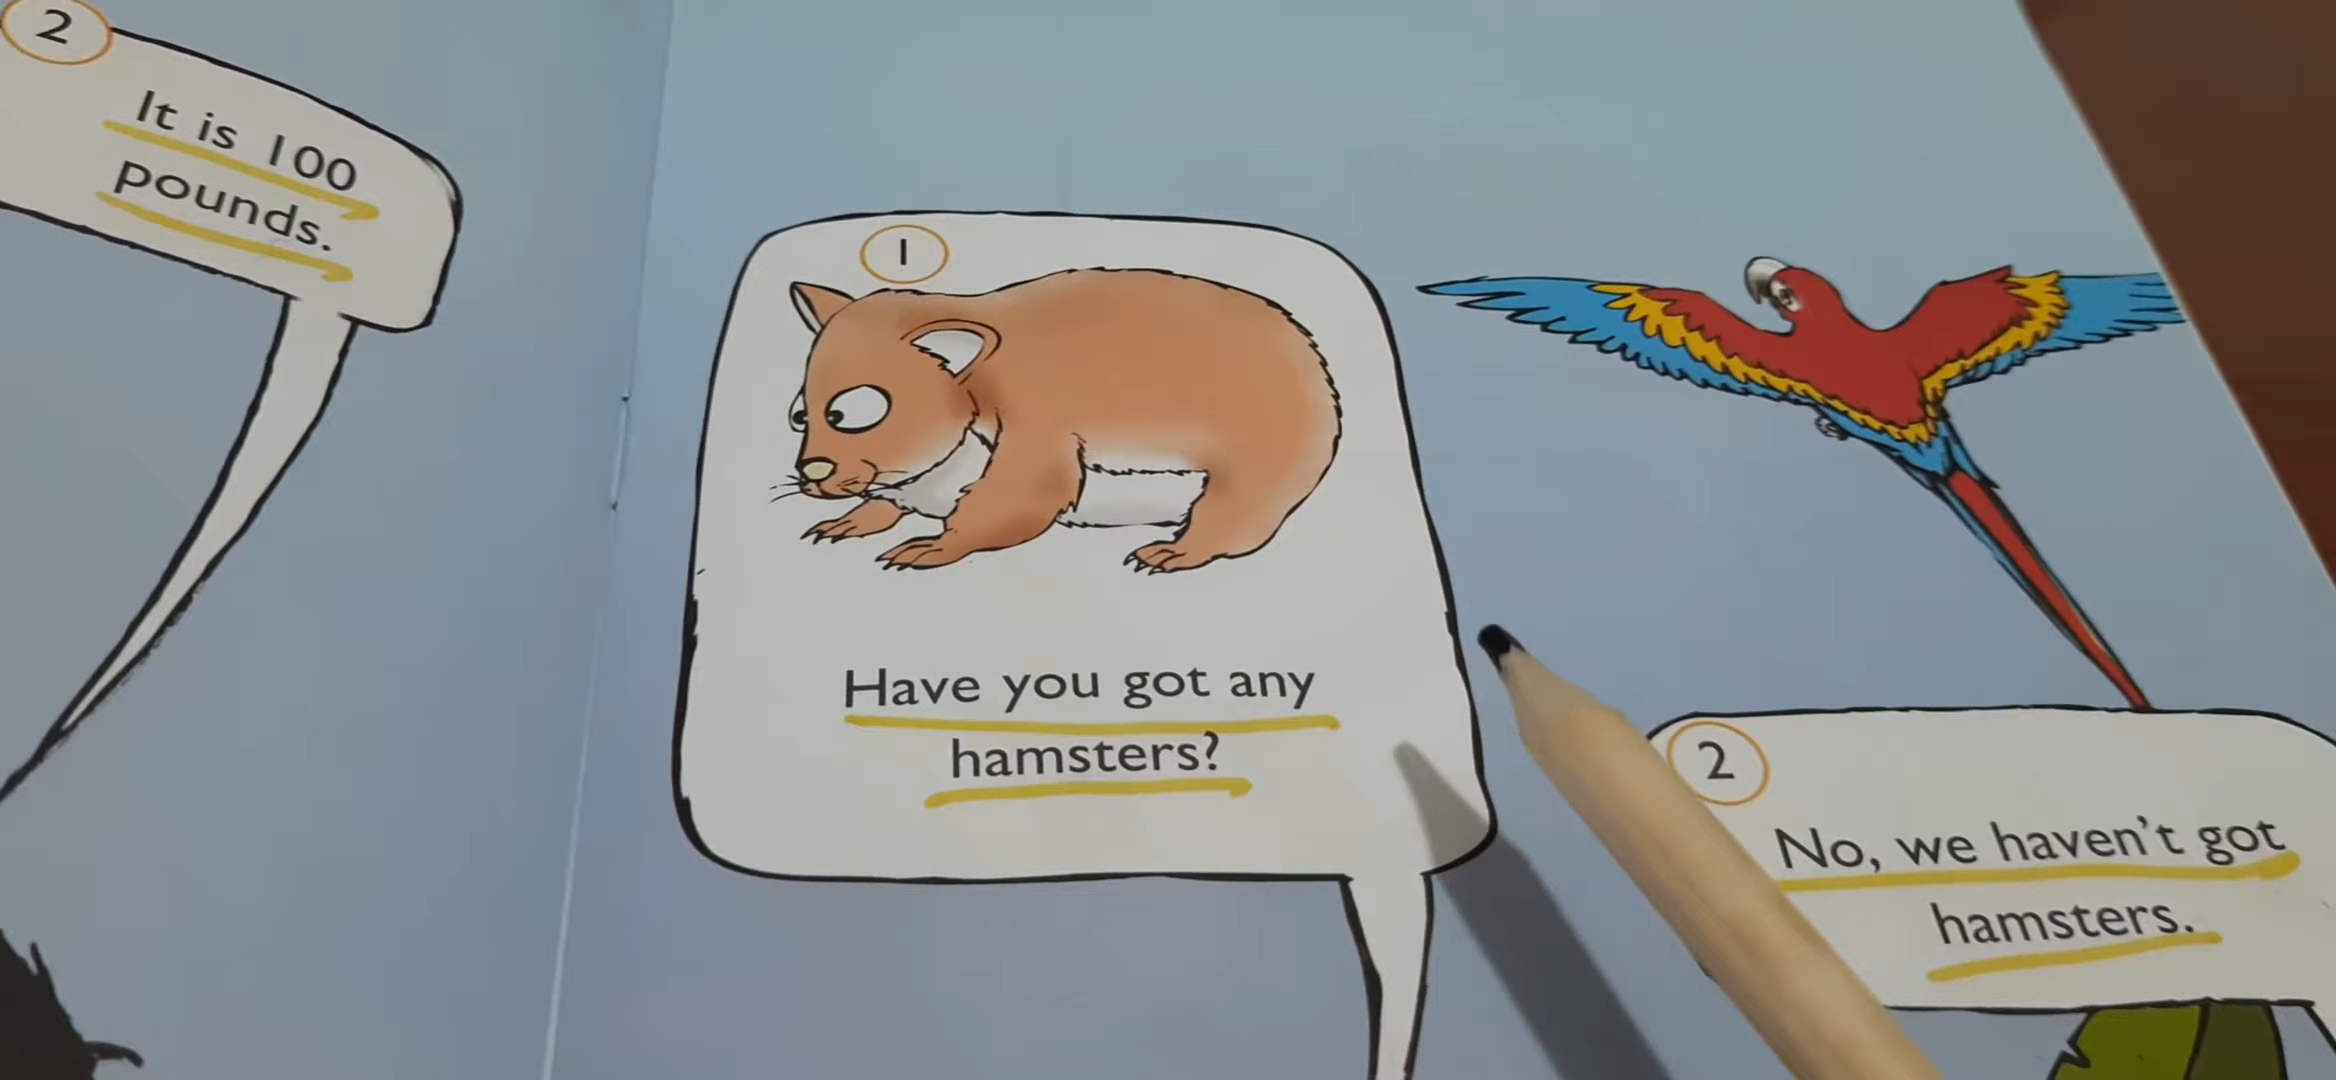 2
It is 100
pounds.
1
Have you got any
hamsters?
2
No, we haven't got
hamsters.